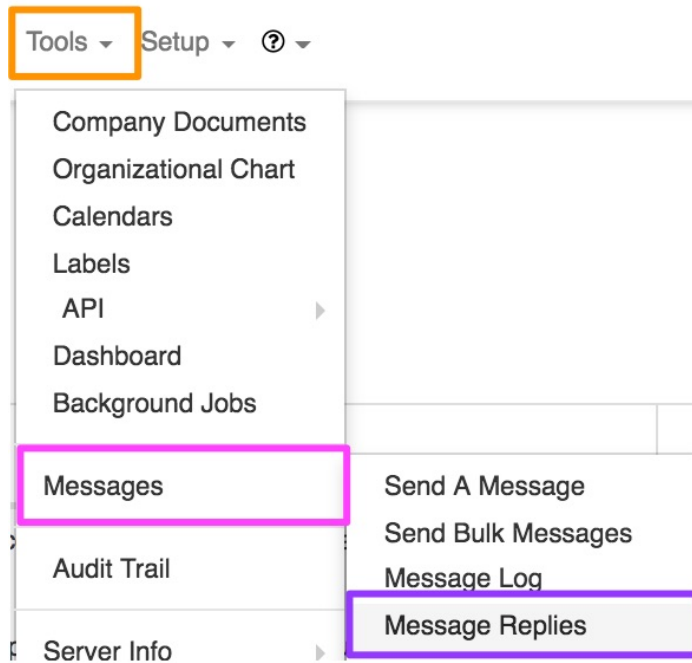 Tools Setup ?
Company Documents
Organizational Chart
Calendars
Labels
API
Dashboard
Background Jobs
Messages
Audit Trail
Server Info
Send A Message
Send Bulk Messages
Message Log
Message Replies